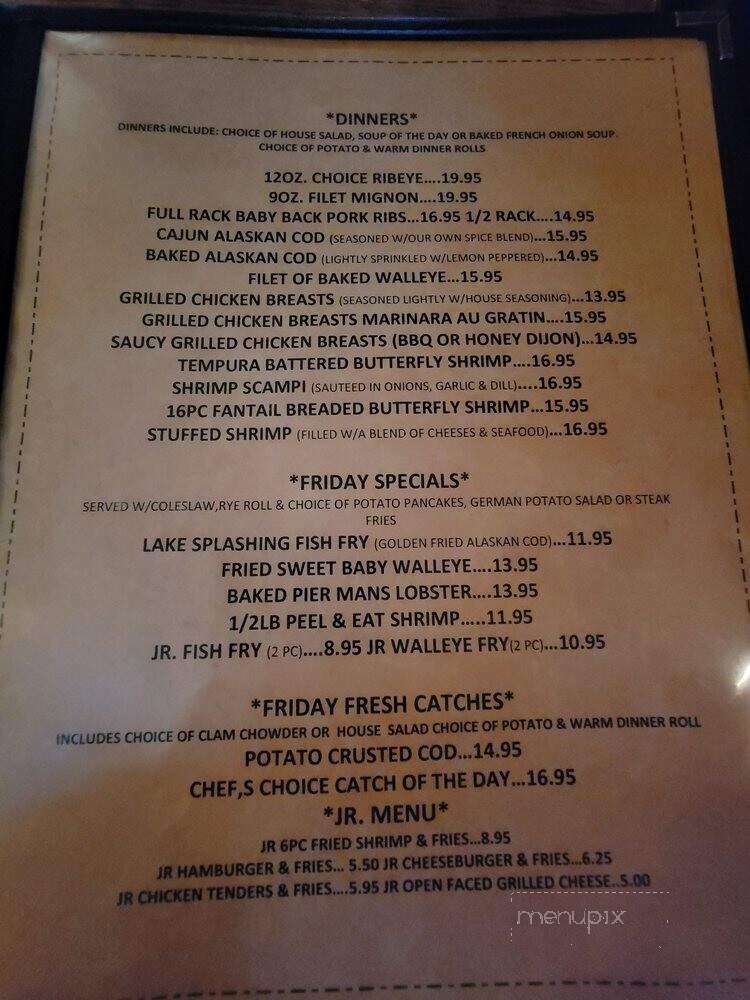 *DINNERS*
DINNERS INCLUDE: CHOICE OF HOUSE SALAD, SOUP OF THE DAY OR BAKED FRENCH ONION SOUP.
CHOICE OF POTATO & WARM DINNER ROLLS
12OZ. CHOICE RIBEYE....19.95
9OZ. FILET MIGNON....19.95
FULL RACK BABY BACK PORK RIBS...16.95 1/2 RACK....14.95
CAJUN ALASKAN COD (SEASONED W/OUR OWN SPICE BLEND)...15.95
BAKED ALASKAN COD (LIGHTLY SPRINKLED W/LEMON PEPPERED)...14.95
FILET OF BAKED WALLEYE...15.95
GRILLED CHICKEN BREASTS (SEASONED LIGHTLY W/HOUSE SEASONING)...13.95
GRILLED CHICKEN BREASTS MARINARA AU GRATIN....15.95
SAUCY GRILLED CHICKEN BREASTS (BBQ OR HONEY DIJON)...14.95
TEMPURA BATTERED BUTTERFLY SHRIMP....16.95
SHRIMP SCAMPI (SAUTEED IN ONIONS, GARLIC & DILL)....16.95
16PC FANTAIL BREADED BUTTERFLY SHRIMP...15.95
STUFFED SHRIMP (FILLED W/A BLEND OF CHEESES & SEAFOOD)...16.95
*FRIDAY SPECIALS*
SERVED W/COLESLAW,RYE ROLL & CHOICE OF POTATO PANCAKES, GERMAN POTATO SALAD OR STEAK
FRIES
LAKE SPLASHING FISH FRY (GOLDEN FRIED ALASKAN COD)...11.95
FRIED SWEET BABY WALLEYE....13.95
BAKED PIER MANS LOBSTER....13.95
1/2LB PEEL & EAT SHRIMP.....11.95
JR. FISH FRY (2 PC)....8.95 JR WALLEYE FRY(2 PC)...10.95
*FRIDAY FRESH CATCHES*
INCLUDES CHOICE OF CLAM CHOWDER OR HOUSE SALAD CHOICE OF POTATO & WARM DINNER ROLL
POTATO CRUSTED COD...14.95
CHEF,S CHOICE CATCH OF THE DAY...16.95
*JR. MENU*
JR 6PC FRIED SHRIMP & FRIES...8.95
JR HAMBURGER & FRIES... 5.50 JR CHEESEBURGER & FRIES...6.25
JR CHICKEN TENDERS & FRIES....5.95 JR OPEN FACED GRILLED CHEESE..5.00
menupix